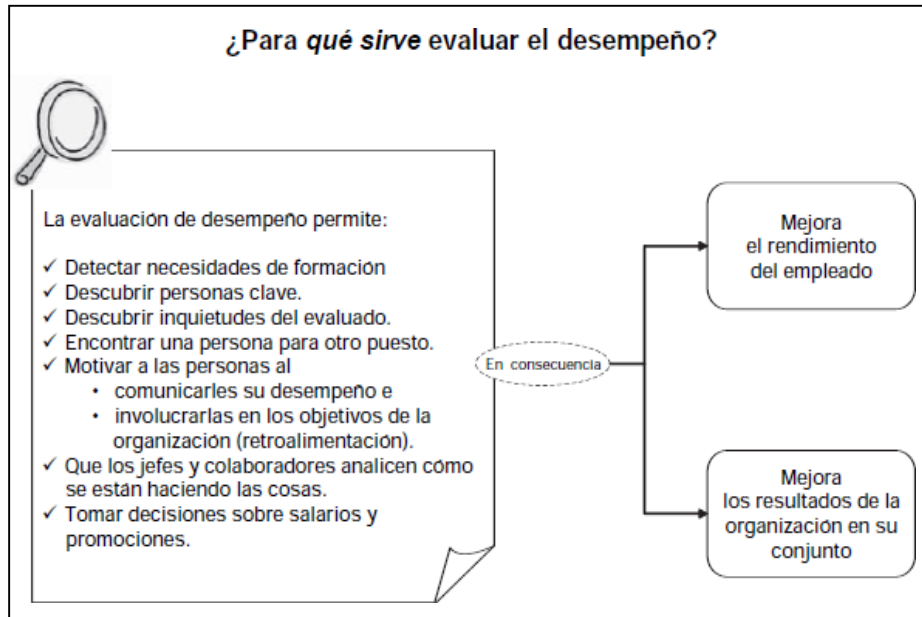 ¿Para qué sirve evaluar el desempeño?
La evaluación de desempeño permite:
✓ Detectar necesidades de formación
✓ Descubrir personas clave.
✓ Descubrir inquietudes del evaluado.
✓ Encontrar una persona para otro puesto.
✓ Motivar a las personas al
• comunicarles su desempeño e
• involucrarlas en los objetivos de la
organización (retroalimentación).
✓ Que los jefes y colaboradores analicen cómo
se están haciendo las cosas.
✓ Tomar decisiones sobre salarios y
promociones.
En consecuencia
Mejora
el rendimiento
del empleado
Mejora
los resultados de la
organización en su
conjunto